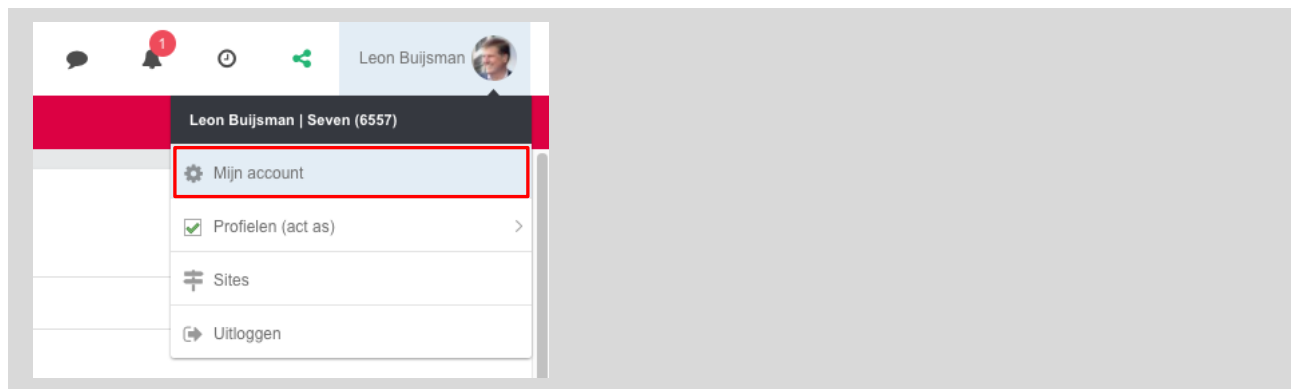 1
Leon Buijsman
Leon Buijsman | Seven (6557)
Mijn account
Profielen (act as)
Sites
Uitloggen